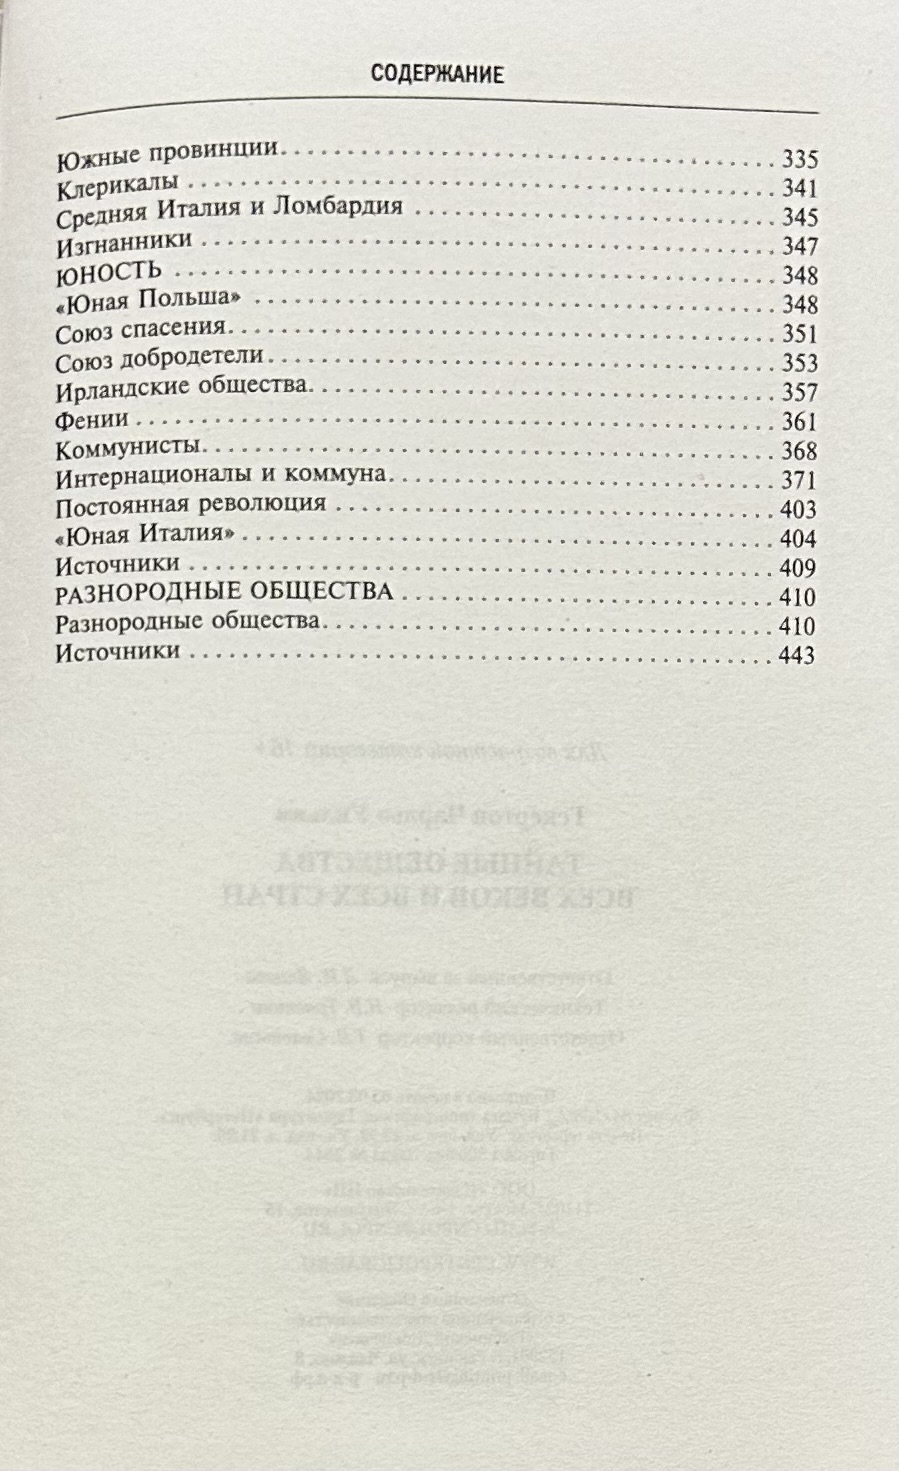 СОДЕРЖАНИЕ
Южные провинции. . . . . . . . . . . . . . . . . . . . . . . . . . . . . . . . . . . . . . 335
Клерикалы . . . . . . . . . . . . . . . . . . . . . . . . . . . . . . . . . . . . . . . . . . . . . 341
Средняя Италия и Ломбардия . . . . . . . . . . . . . . . . . . . . . . . . . . . . 345
Изгнанники . . . . . . . . . . . . . . . . . . . . . . . . . . . . . . . . . . . . . . . . . . . . 347
ЮНОСТЬ . . . . . . . . . . . . . . . . . . . . . . . . . . . . . . . . . . . . . . . . . . . . . . 348
«Юная Польша» . . . . . . . . . . . . . . . . . . . . . . . . . . . . . . . . . . . . . . . . 348
Союз спасения. . . . . . . . . . . . . . . . . . . . . . . . . . . . . . . . . . . . . . . . . . 351
Союз добродетели . . . . . . . . . . . . . . . . . . . . . . . . . . . . . . . . . . . . . . . 353
Ирландские общества. . . . . . . . . . . . . . . . . . . . . . . . . . . . . . . . . . . . 357
Фении . . . . . . . . . . . . . . . . . . . . . . . . . . . . . . . . . . . . . . . . . . . . . . . . . 361
Коммунисты. . . . . . . . . . . . . . . . . . . . . . . . . . . . . . . . . . . . . . . . . . . . 368
Интернационалы и коммуна. . . . . . . . . . . . . . . . . . . . . . . . . . . . . . 371
Постоянная революция . . . . . . . . . . . . . . . . . . . . . . . . . . . . . . . . . . 403
«Юная Италия» . . . . . . . . . . . . . . . . . . . . . . . . . . . . . . . . . . . . . . . . . 404
Источники . . . . . . . . . . . . . . . . . . . . . . . . . . . . . . . . . . . . . . . . . . . . . 409
РАЗНОРОДНЫЕ ОБЩЕСТВА . . . . . . . . . . . . . . . . . . . . . . . . . . . . . 410
Разнородные общества. . . . . . . . . . . . . . . . . . . . . . . . . . . . . . . . . . . 410
Источники . . . . . . . . . . . . . . . . . . . . . . . . . . . . . . . . . . . . . . . . . . . . . 443